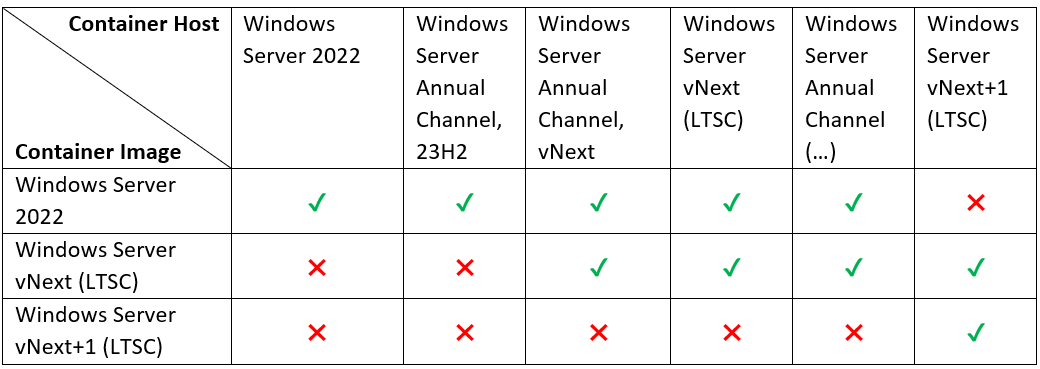 Container Host
Container Image
Windows
Server 2022
Windows
Server
Annual
Channel,
23H2
Windows
Server
Annual
Channel,
vNext
Windows
Server
vNext
(LTSC)
Windows
Server
Annual
Channel
(...)
Windows
Server
vNext+1
(LTSC)
Windows Server
2022
✓ ✓ ✓ ✓ ✓ ✕
Windows Server
vNext (LTSC)
✕ ✕ ✓ ✓ ✓ ✓
Windows Server
vNext+1 (LTSC)
✕ ✕ ✕ ✕ ✕ ✓